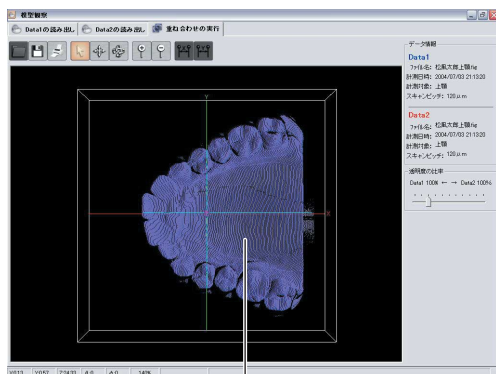 模型観察
Data1の読み出し Data2の読み出し 重ね合わせの実行
データ情報
Data1
ファイル名: 松風太郎上顎.fig
計測日時: 2004/07/03 21:13:20
計測対象: 上顎
スキャンピッチ: 120μm
Data2
ファイル名: 松風太郎上顎.fig
計測日時: 2004/07/03 21:13:20
計測対象: 上顎
スキャンピッチ: 120μm
透明度の比率
Data1 100% ← → Data2 100%
Y
X
140%